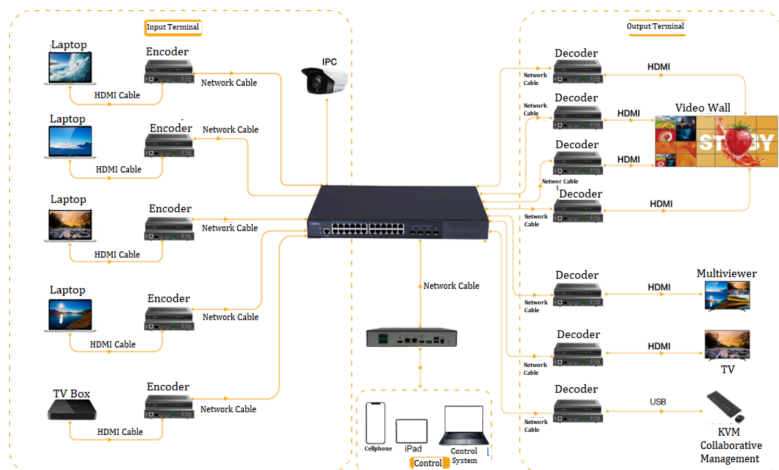 Input Terminal
Laptop
Encoder
HDMI Cable
Network Cable
IPC
Laptop
Encoder
Network Cable
HDMI Cable
Laptop
Encoder
HDMI Cable
Network Cable
Laptop
Encoder
HDMI Cable
Network Cable
TV Box
Encoder
HDMI Cable
Network Cable
Network Cable
Cellphone
iPad
Control
System
Control
Output Terminal
Decoder
HDMI
Network
Cable
Decoder
HDMI
Network
Cable
Video Wall
ST
BY
Decoder
HDMI
Networ Cable
Decoder
HDMI
Decoder
HDMI
Network
Cable
Multiviewer
Decoder
HDMI
Network
Cable
TV
Decoder
USB
Network
Cable
KVM
Collaborative
Management